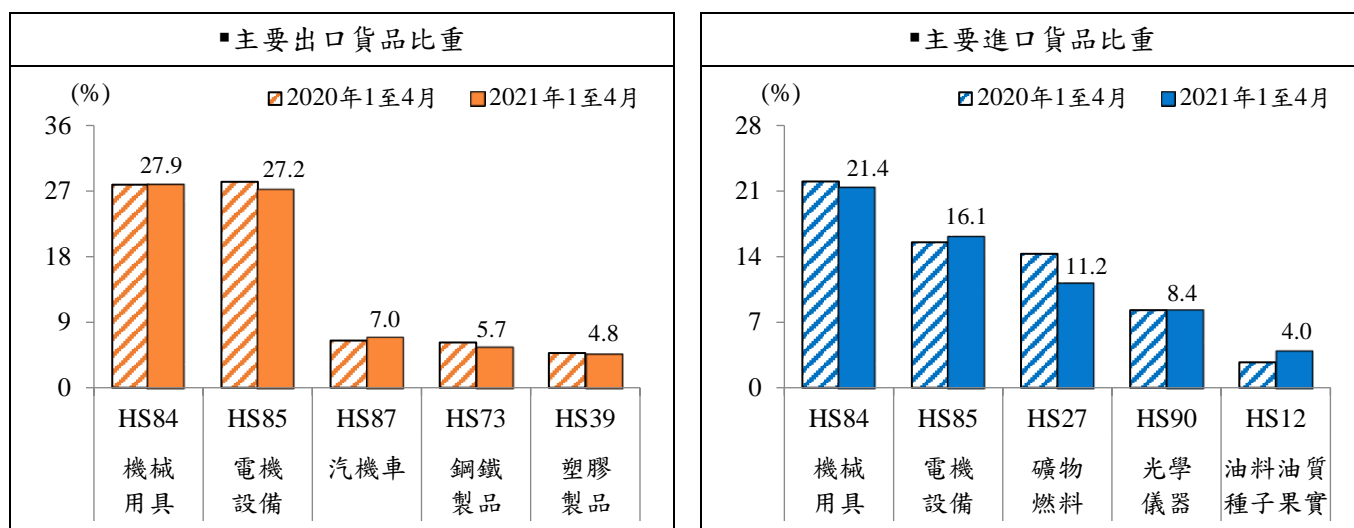 ▪主要出口貨品比重
(%)
2020年1至4月 2021年1至4月
36
27
18
9
0
27.9
27.2
7.0
5.7
4.8
HS84 HS85 HS87 HS73 HS39
機械 電機 汽機車 鋼鐵 塑膠
用具 設備 製品 製品
▪主要進口貨品比重
(%)
2020年1至4月 2021年1至4月
28
21
14
7
0
21.4
16.1
11.2
8.4
4.0
HS84 HS85 HS27 HS90 HS12
機械 電機 礦物 光學 油料油質
用具 設備 燃料 儀器 種子果實